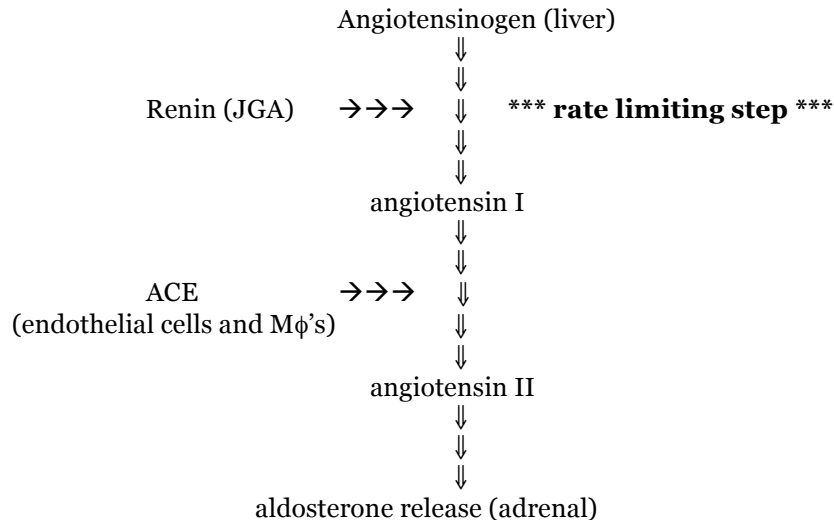 Angiotensinogen (liver)
⇓
⇓
Renin (JGA) →→→ ⇓ *** rate limiting step ***
⇓
⇓
angiotensin I
⇓
⇓
ACE →→→ ⇓
(endothelial cells and Mϕ's) ⇓
⇓
angiotensin II
⇓
⇓
⇓
aldosterone release (adrenal)